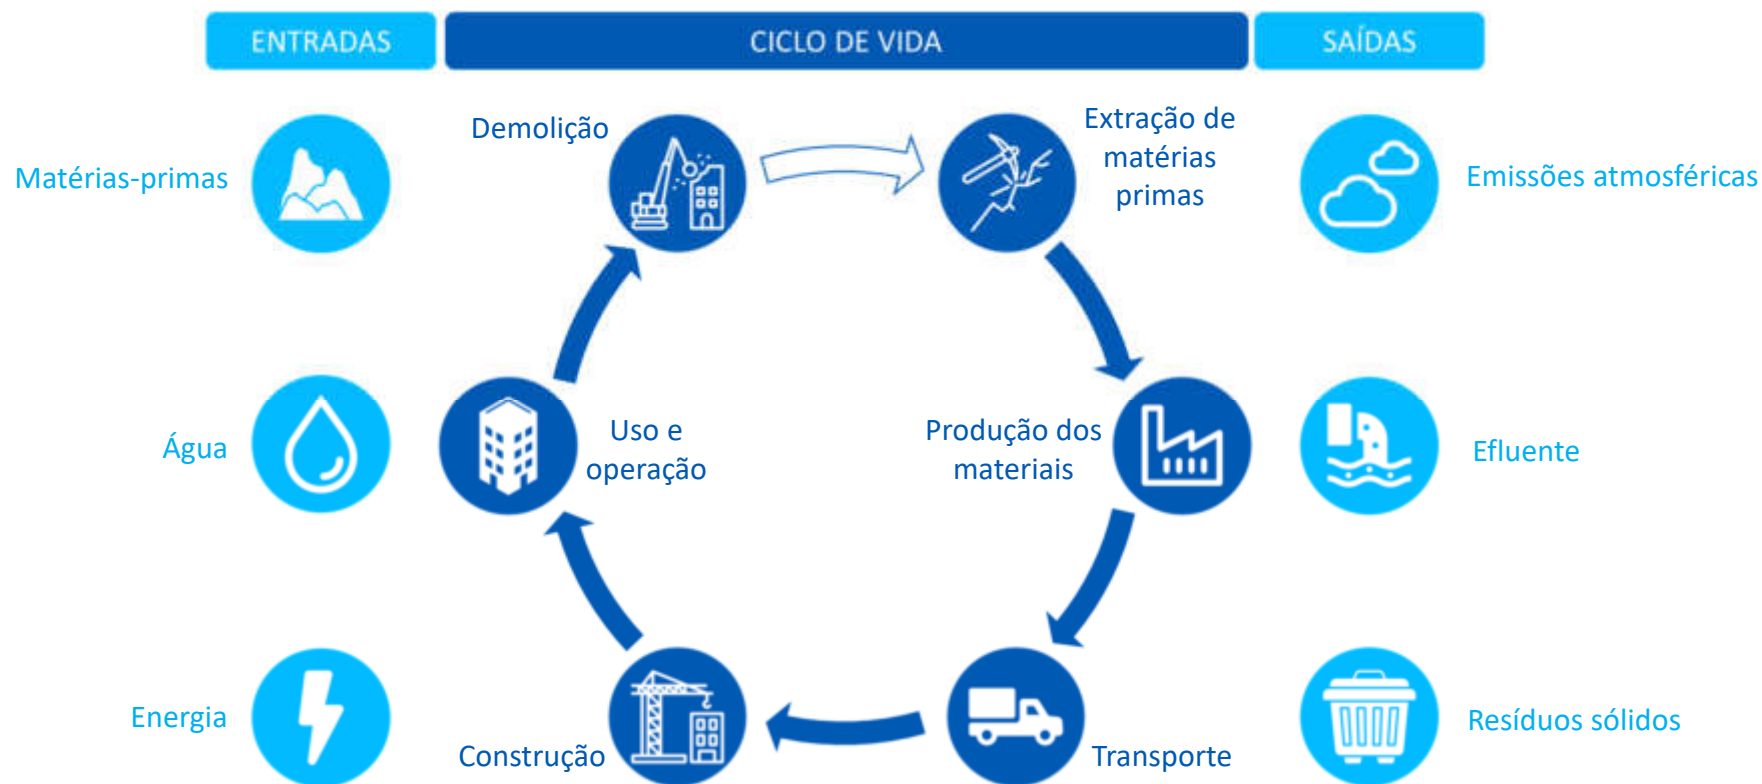 ENTRADAS
CICLO DE VIDA
SAÍDAS
Matérias-primas
Demolição
Extração de
matérias
primas
Emissões atmosféricas
Água
Uso e
operação
Produção dos
materiais
Efluente
Energia
Construção
Transporte
Resíduos sólidos